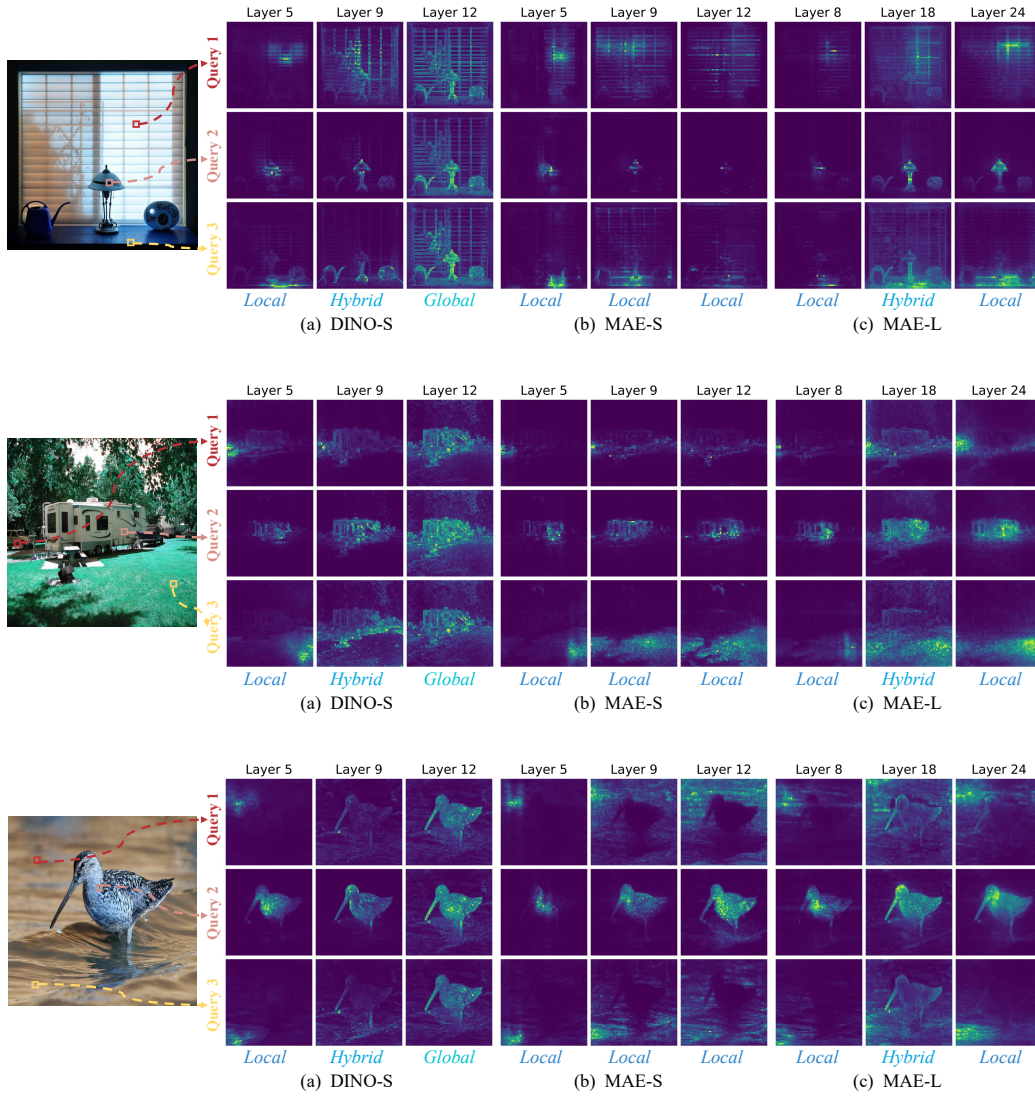 Layer 5 Layer 9 Layer 12 Layer 5 Layer 9 Layer 12 Layer 8 Layer 18 Layer 24
Query 1
Query 2
Query 3
Local Hybrid Global Local Local Local Local Hybrid Local
(a) DINO-S (b) MAE-S (c) MAE-L
Layer 5 Layer 9 Layer 12 Layer 5 Layer 9 Layer 12 Layer 8 Layer 18 Layer 24
Query 1
Query 2
Query 3
Local Hybrid Global Local Local Local Local Hybrid Local
(a) DINO-S (b) MAE-S (c) MAE-L
Layer 5 Layer 9 Layer 12 Layer 5 Layer 9 Layer 12 Layer 8 Layer 18 Layer 24
Query 1
Query 2
Query 3
Local Hybrid Global Local Local Local Local Hybrid Local
(a) DINO-S (b) MAE-S (c) MAE-L